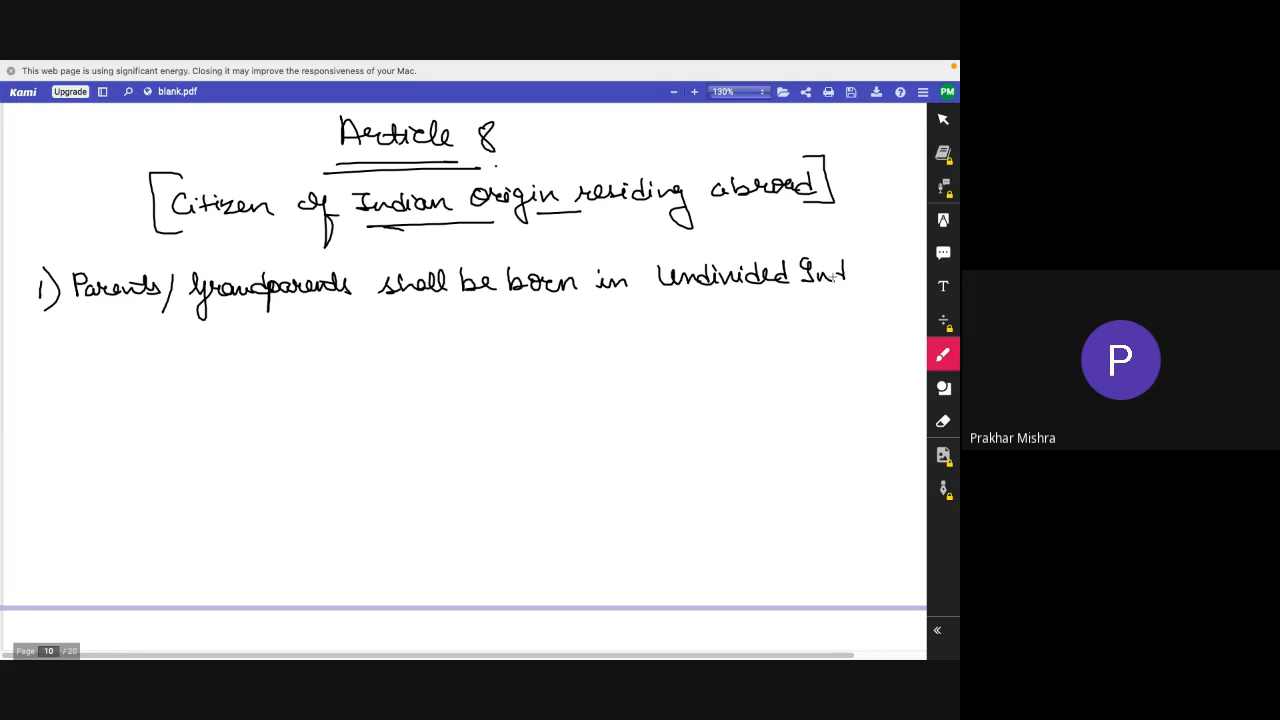 This web page is using significant energy. Closing it may improve the responsiveness of your Mac.
Kami Upgrade blank.pdf 130% PM
Article 8
[Citizen of Indian Origin residing abroad]
1) Parents/Grandparents shall be born in Undivided Ind
P
Prakhar Mishra
Page 10 / 20